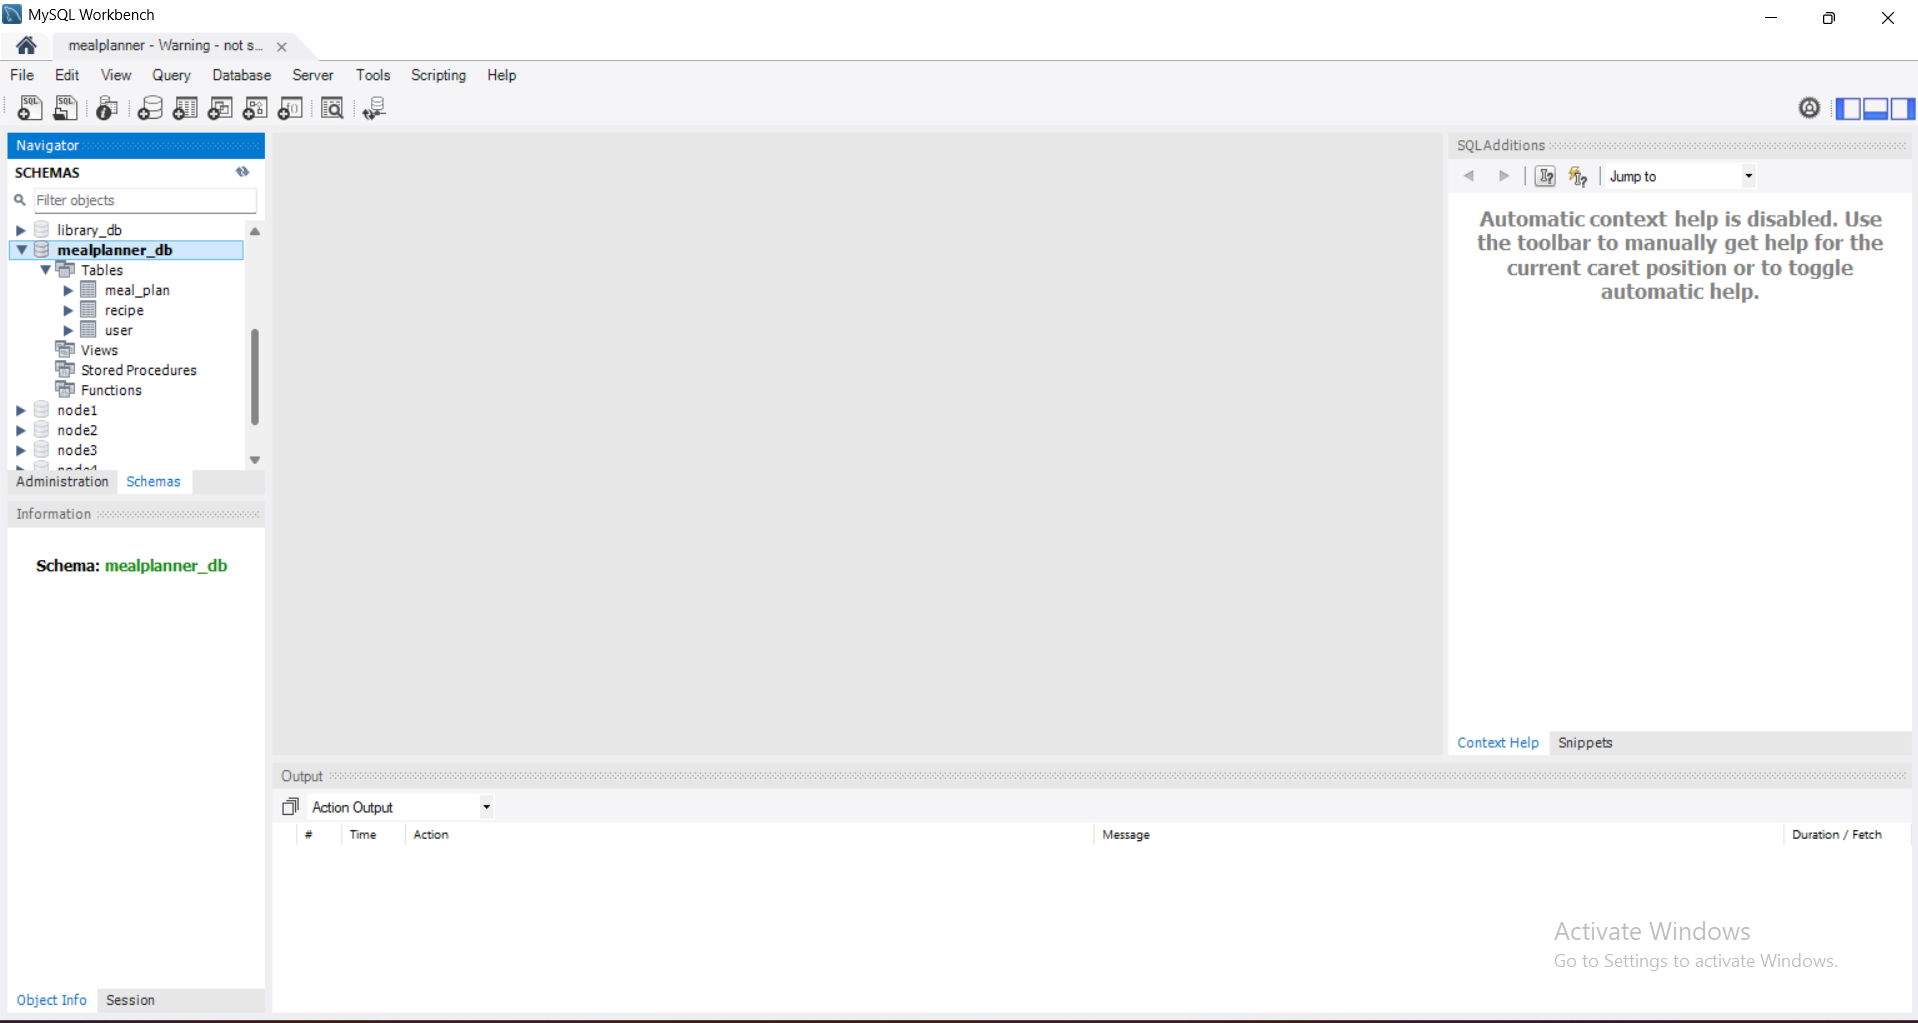 MySQL Workbench
mealplanner - Warning - not s...
File Edit View Query Database Server Tools Scripting Help
Navigator
SCHEMAS
Filter objects
library_db
mealplanner_db
Tables
meal_plan
recipe
user
Views
Stored Procedures
Functions
node1
node2
node3
node4
Administration Schemas
Information
Schema: mealplanner_db
Object Info Session
SQLAdditions
Jump to
Automatic context help is disabled. Use
the toolbar to manually get help for the
current caret position or to toggle
automatic help.
Context Help Snippets
Output
Action Output
# Time Action Message Duration / Fetch
Activate Windows
Go to Settings to activate Windows.